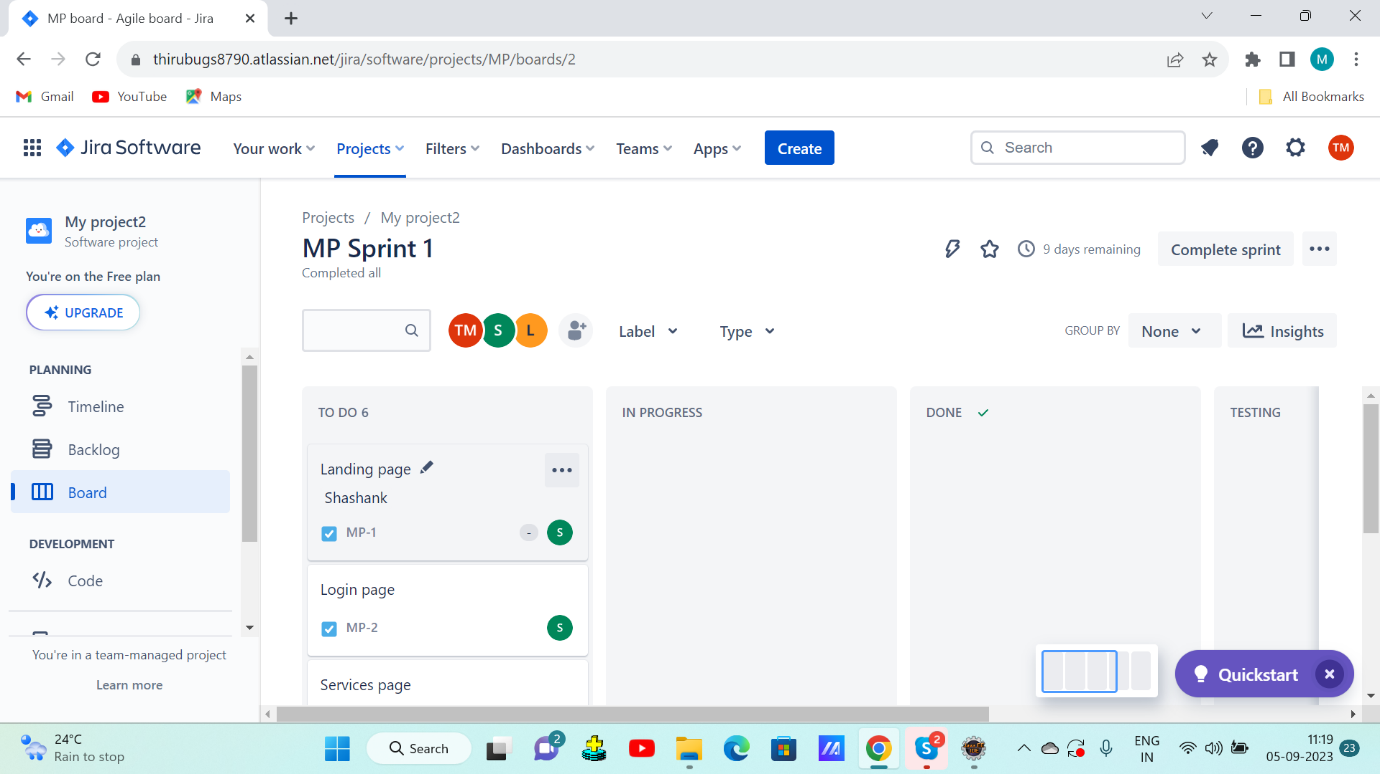 MP board - Agile board - Jira
thirubugs8790.atlassian.net/jira/software/projects/MP/boards/2
M
Gmail YouTube Maps All Bookmarks
Jira Software Your work Projects Filters Dashboards Teams Apps Create Search TM
My project2
Software project
You're on the Free plan
UPGRADE
PLANNING
Timeline
Backlog
Board
DEVELOPMENT
Code
You're in a team-managed project
Learn more
Projects / My project2
MP Sprint 1
Completed all
9 days remaining Complete sprint
TM S L Label Type GROUP BY None Insights
TO DO 6 IN PROGRESS DONE TESTING
Landing page
Shashank
MP-1 - S
Login page
MP-2 S
Services page
Quickstart
24°C
Rain to stop
Search
2
S 2
ENG
IN
11:19
05-09-2023
23